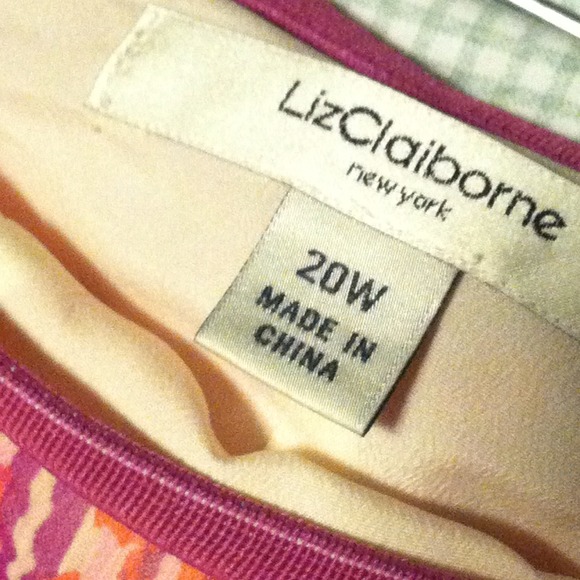 LizClaiborne
new york
20W
MADE IN
CHINA